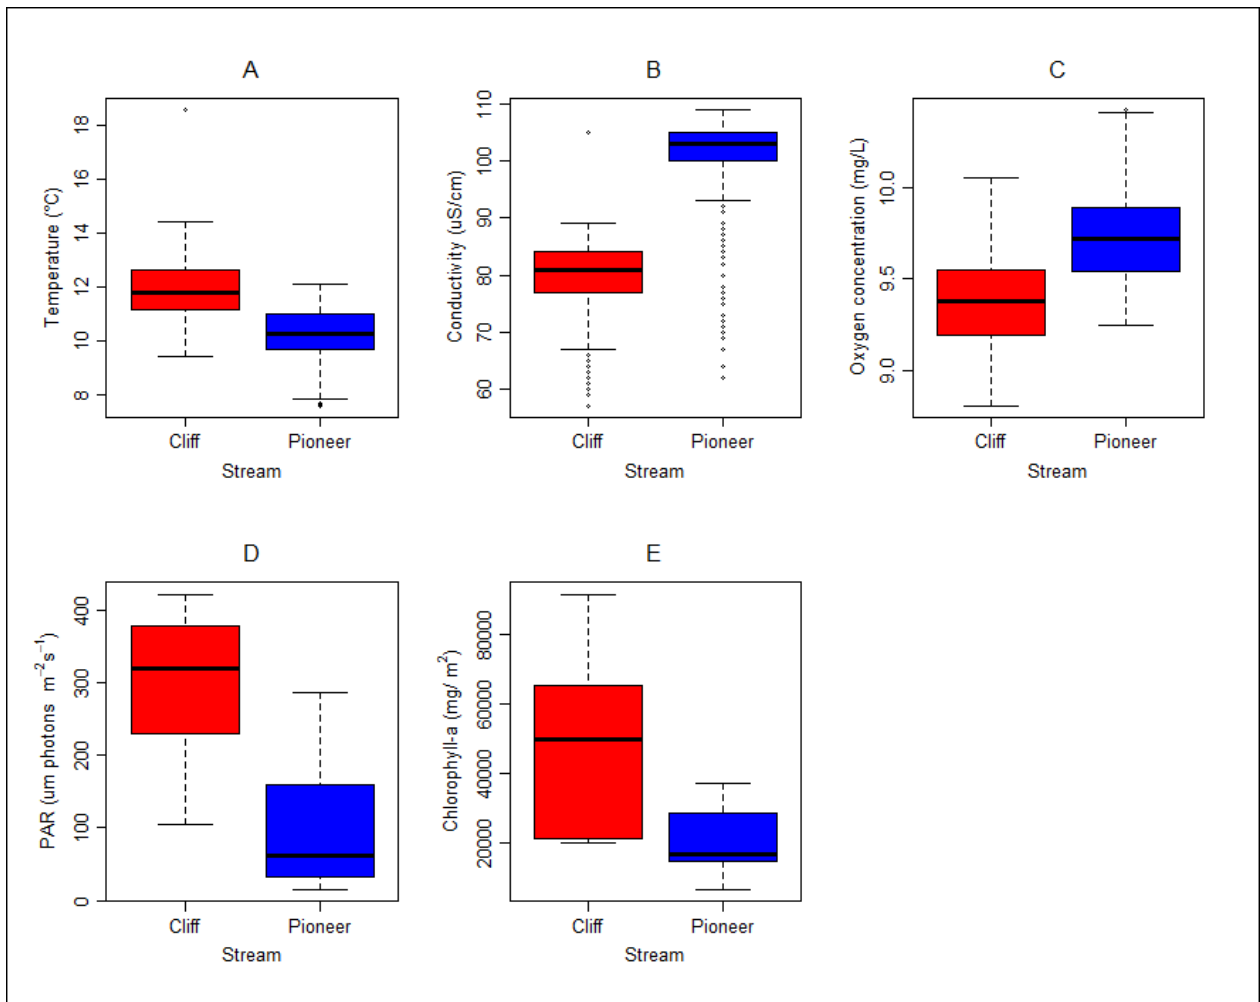 A
Temperature (°C)
18
16
14
12
10
8
Cliff
Pioneer
Stream
B
Conductivity (uS/cm)
110
100
90
80
70
60
Cliff
Pioneer
Stream
C
Oxygen concentration (mg/L)
10.0
9.5
9.0
Cliff
Pioneer
Stream
D
PAR (um photons m⁻²s⁻¹)
400
300
200
100
0
Cliff
Pioneer
Stream
E
Chlorophyll-a (mg/ m²)
80000
60000
40000
20000
Cliff
Pioneer
Stream